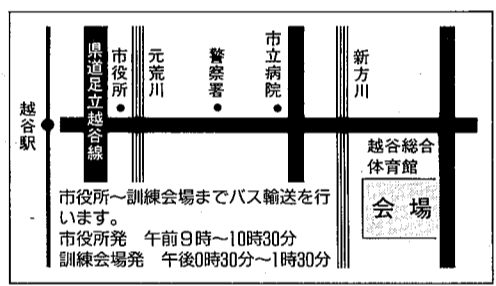 越谷駅
県道足立越谷線
市役所
元荒川
警察署
市立病院
新方川
越谷総合
体育館
会場
市役所～訓練会場までバス輸送を行
います。
市役所発 午前9時～10時30分
訓練会場発 午後0時30分～1時30分